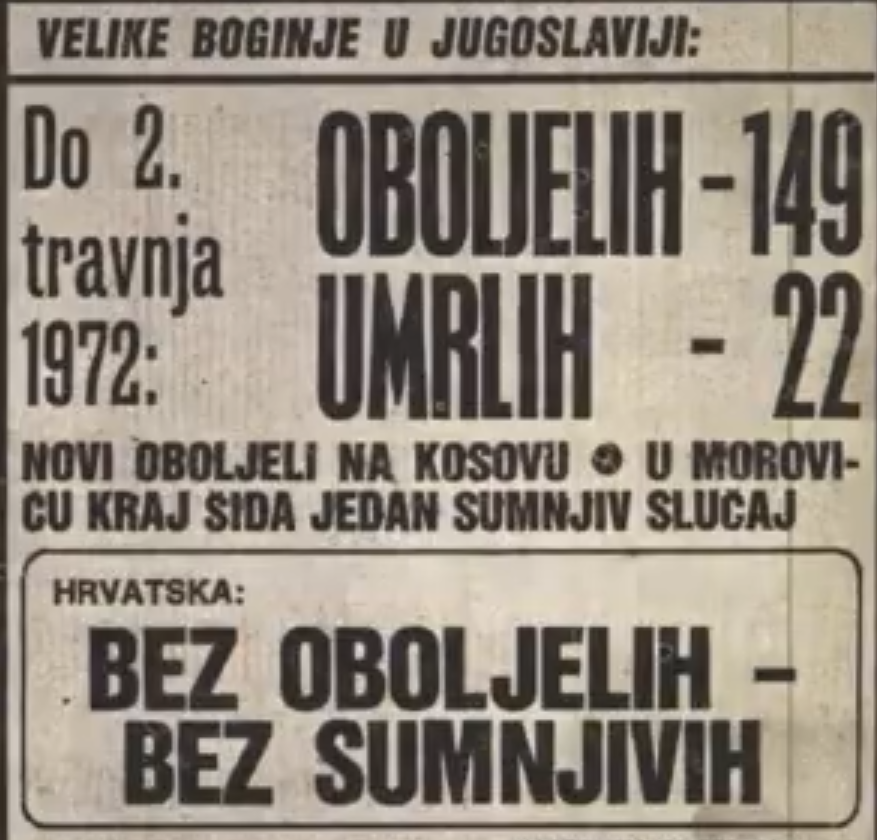 VELIKE BOGINJE U JUGOSLAVIJI:
Do 2.
travnja
1972:
OBOLJELIH - 149
UMRLIH - 22
NOVI OBOLJELI NA KOSOVU ● U MOROVI-
ĆU KRAJ ŠIDA JEDAN SUMNJIV SLUČAJ
HRVATSKA:
BEZ OBOLJELIH -
BEZ SUMNJIVIH